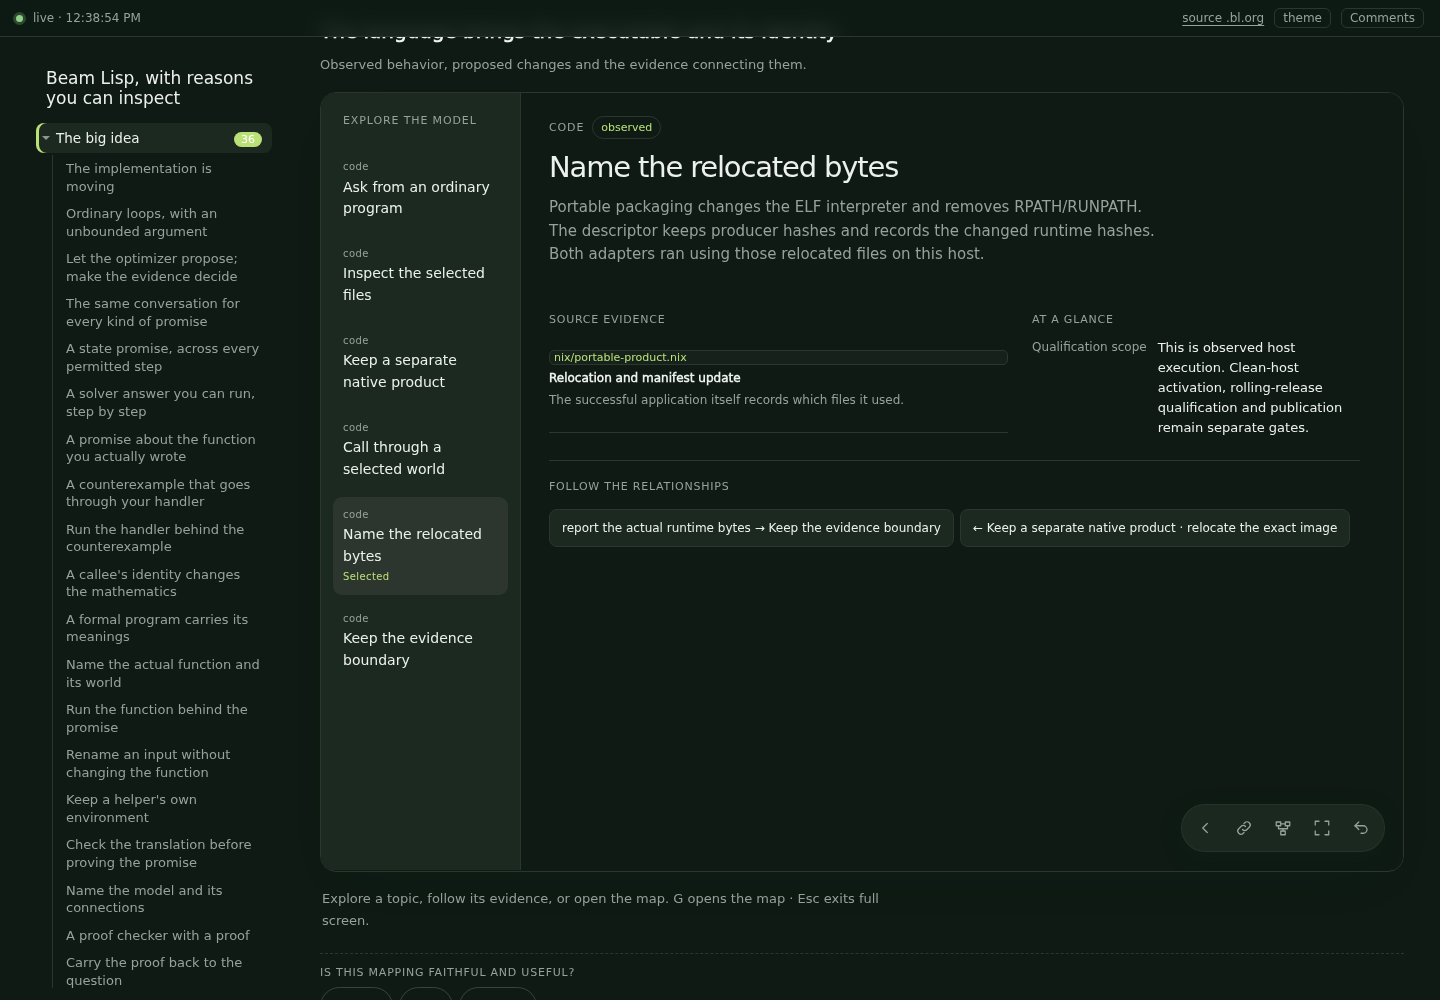 live · 12:38:54 PM
source .bl.org
theme
Comments
The language brings the executable and its identity
Observed behavior, proposed changes and the evidence connecting them.
Beam Lisp, with reasons
you can inspect
The big idea
36
The implementation is
moving
Ordinary loops, with an
unbounded argument
Let the optimizer propose;
make the evidence decide
The same conversation for
every kind of promise
A state promise, across every
permitted step
A solver answer you can run,
step by step
A promise about the function
you actually wrote
A counterexample that goes
through your handler
Run the handler behind the
counterexample
A callee's identity changes
the mathematics
A formal program carries its
meanings
Name the actual function and
its world
Run the function behind the
promise
Rename an input without
changing the function
Keep a helper's own
environment
Check the translation before
proving the promise
Name the model and its
connections
A proof checker with a proof
Carry the proof back to the
question
EXPLORE THE MODEL
code
Ask from an ordinary
program
code
Inspect the selected
files
code
Keep a separate
native product
code
Call through a
selected world
code
Name the relocated
bytes
Selected
code
Keep the evidence
boundary
CODE
observed
Name the relocated bytes
Portable packaging changes the ELF interpreter and removes RPATH/RUNPATH.
The descriptor keeps producer hashes and records the changed runtime hashes.
Both adapters ran using those relocated files on this host.
SOURCE EVIDENCE
nix/portable-product.nix
Relocation and manifest update
The successful application itself records which files it used.
AT A GLANCE
Qualification scope
This is observed host
execution. Clean-host
activation, rolling-release
qualification and publication
remain separate gates.
FOLLOW THE RELATIONSHIPS
report the actual runtime bytes → Keep the evidence boundary
← Keep a separate native product · relocate the exact image
Explore a topic, follow its evidence, or open the map. G opens the map · Esc exits full
screen.
IS THIS MAPPING FAITHFUL AND USEFUL?